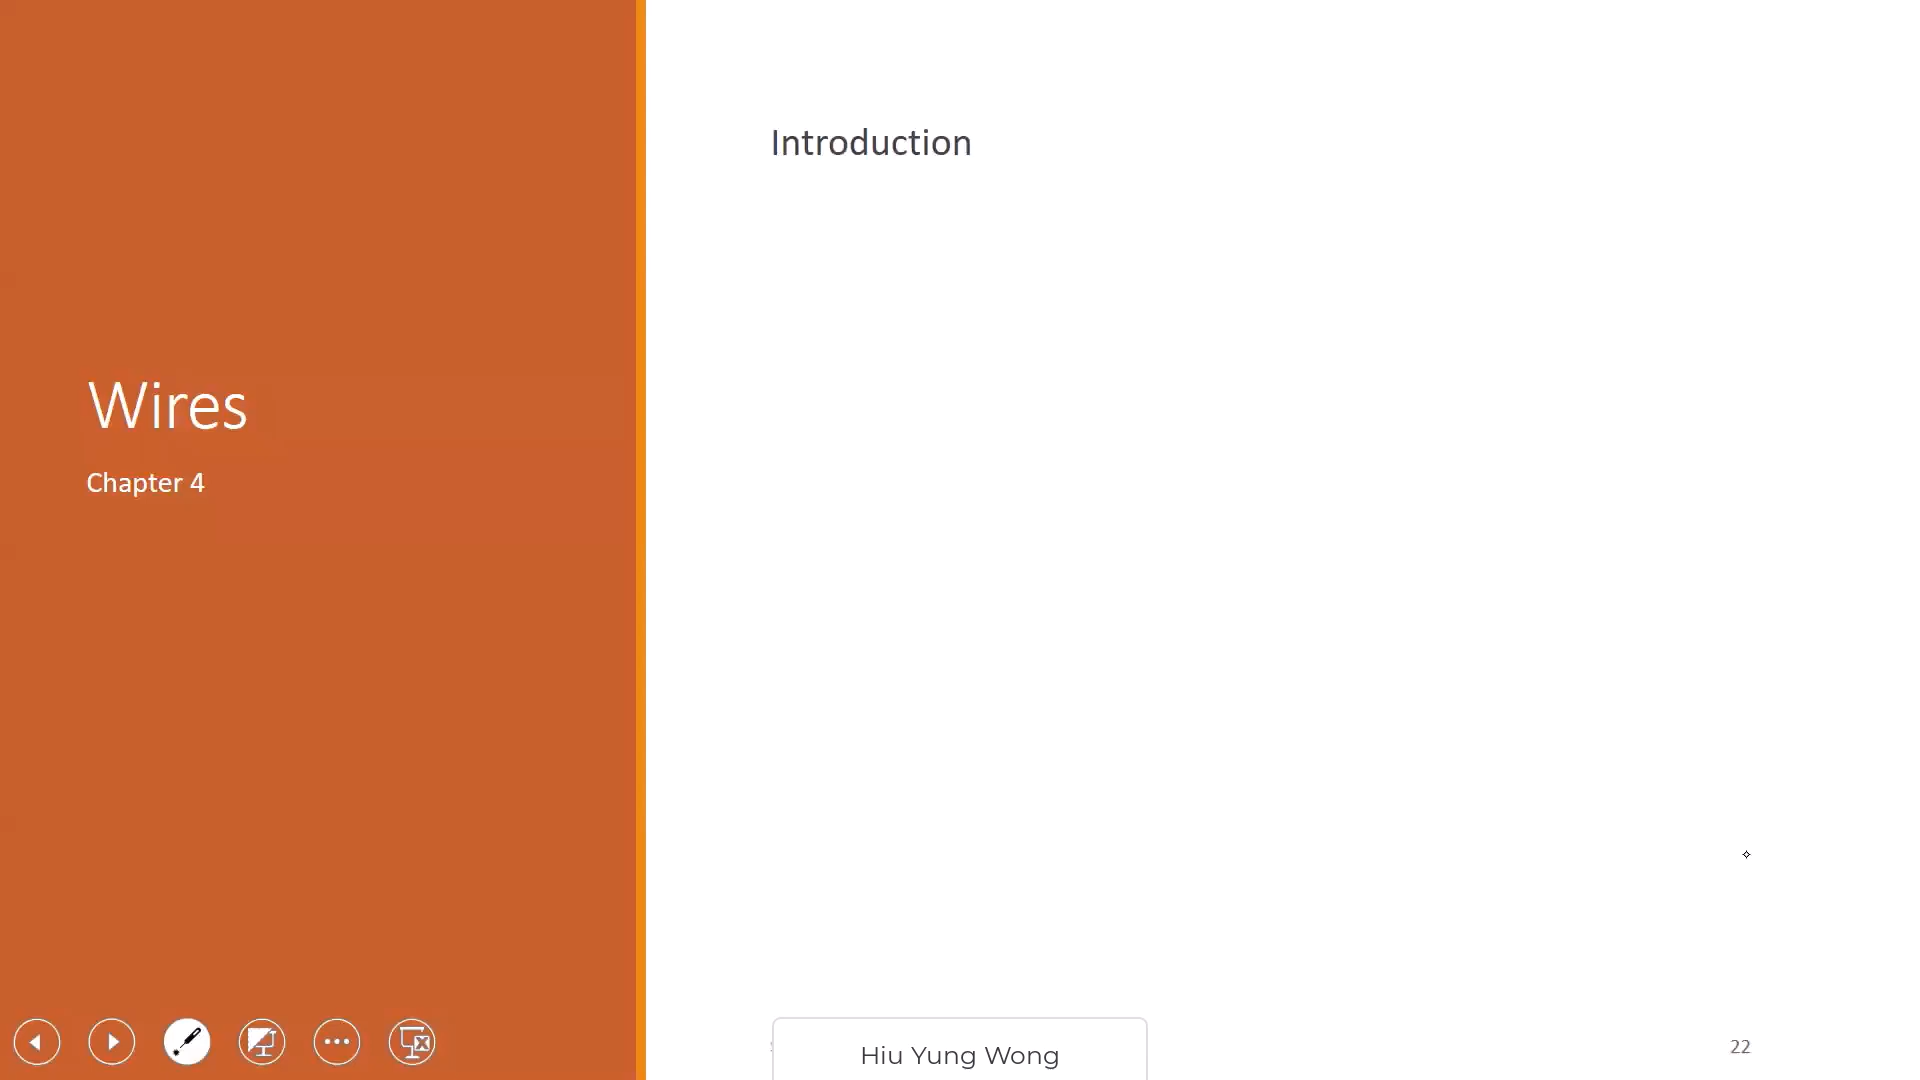 Introduction
Wires
Chapter 4
Hiu Yung Wong
22